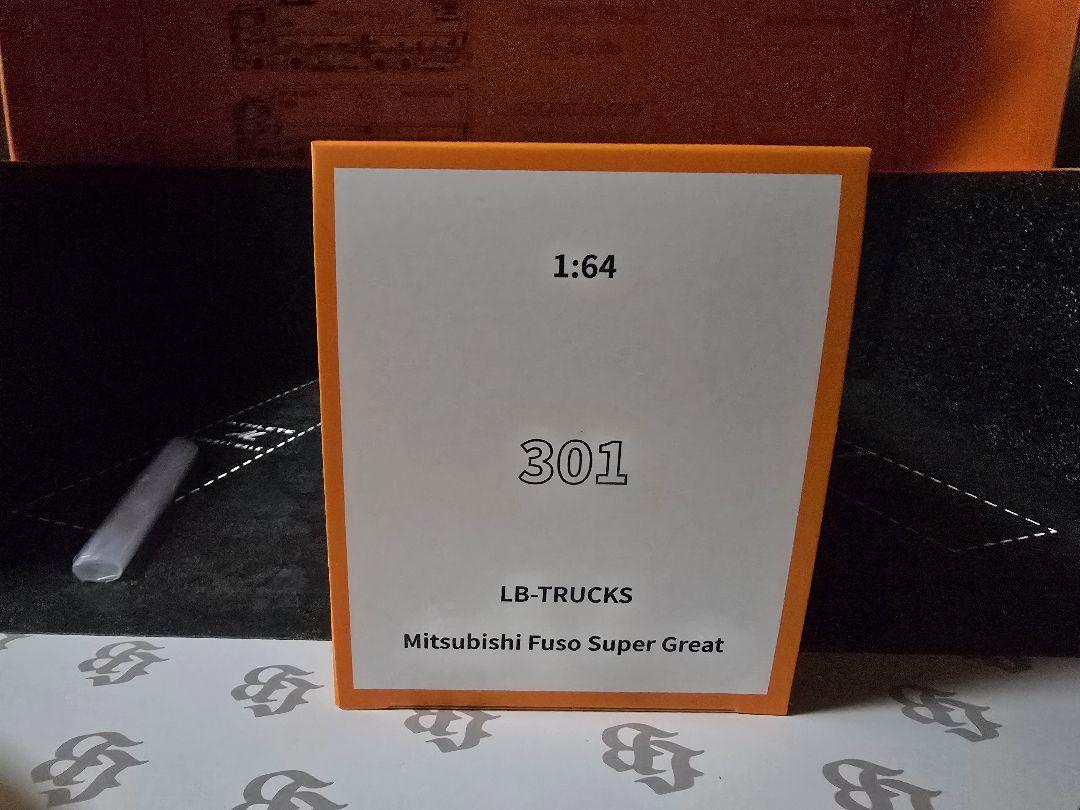 1:64
301
LB-TRUCKS
Mitsubishi Fuso Super Great